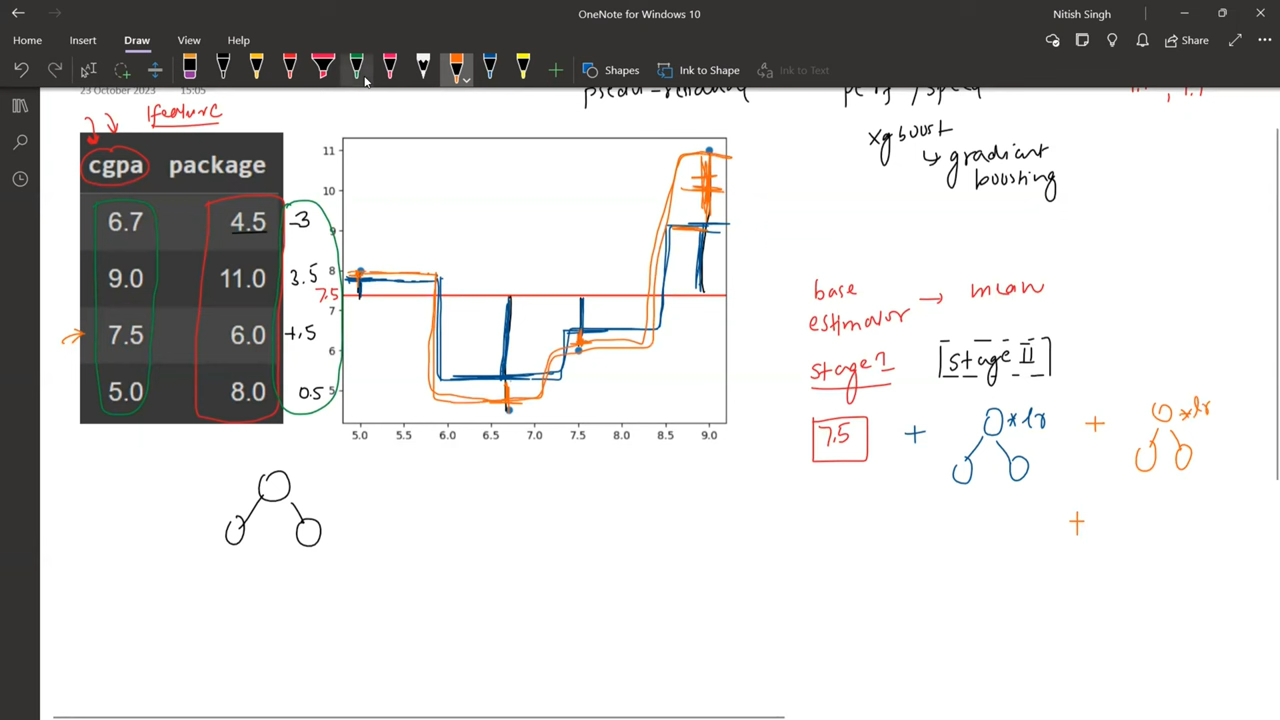 OneNote for Windows 10
Nitish Singh
Home Insert Draw View Help
Share
Shapes
Ink to Shape
Ink to Text
23 October 2023 15:05
1feature
cgpa package
6.7 4.5 -3
9.0 11.0 3.5
7.5 6.0 +.5
5.0 8.0 0.5
11
10
9
8
7.5
7
6
5
5.0 5.5 6.0 6.5 7.0 7.5 8.0 8.5 9.0
perf / speed
xgboost
↳ gradient
boosting
base
estimator → mean
stage 1
[stage II]
7.5 + *lr + *lr
+